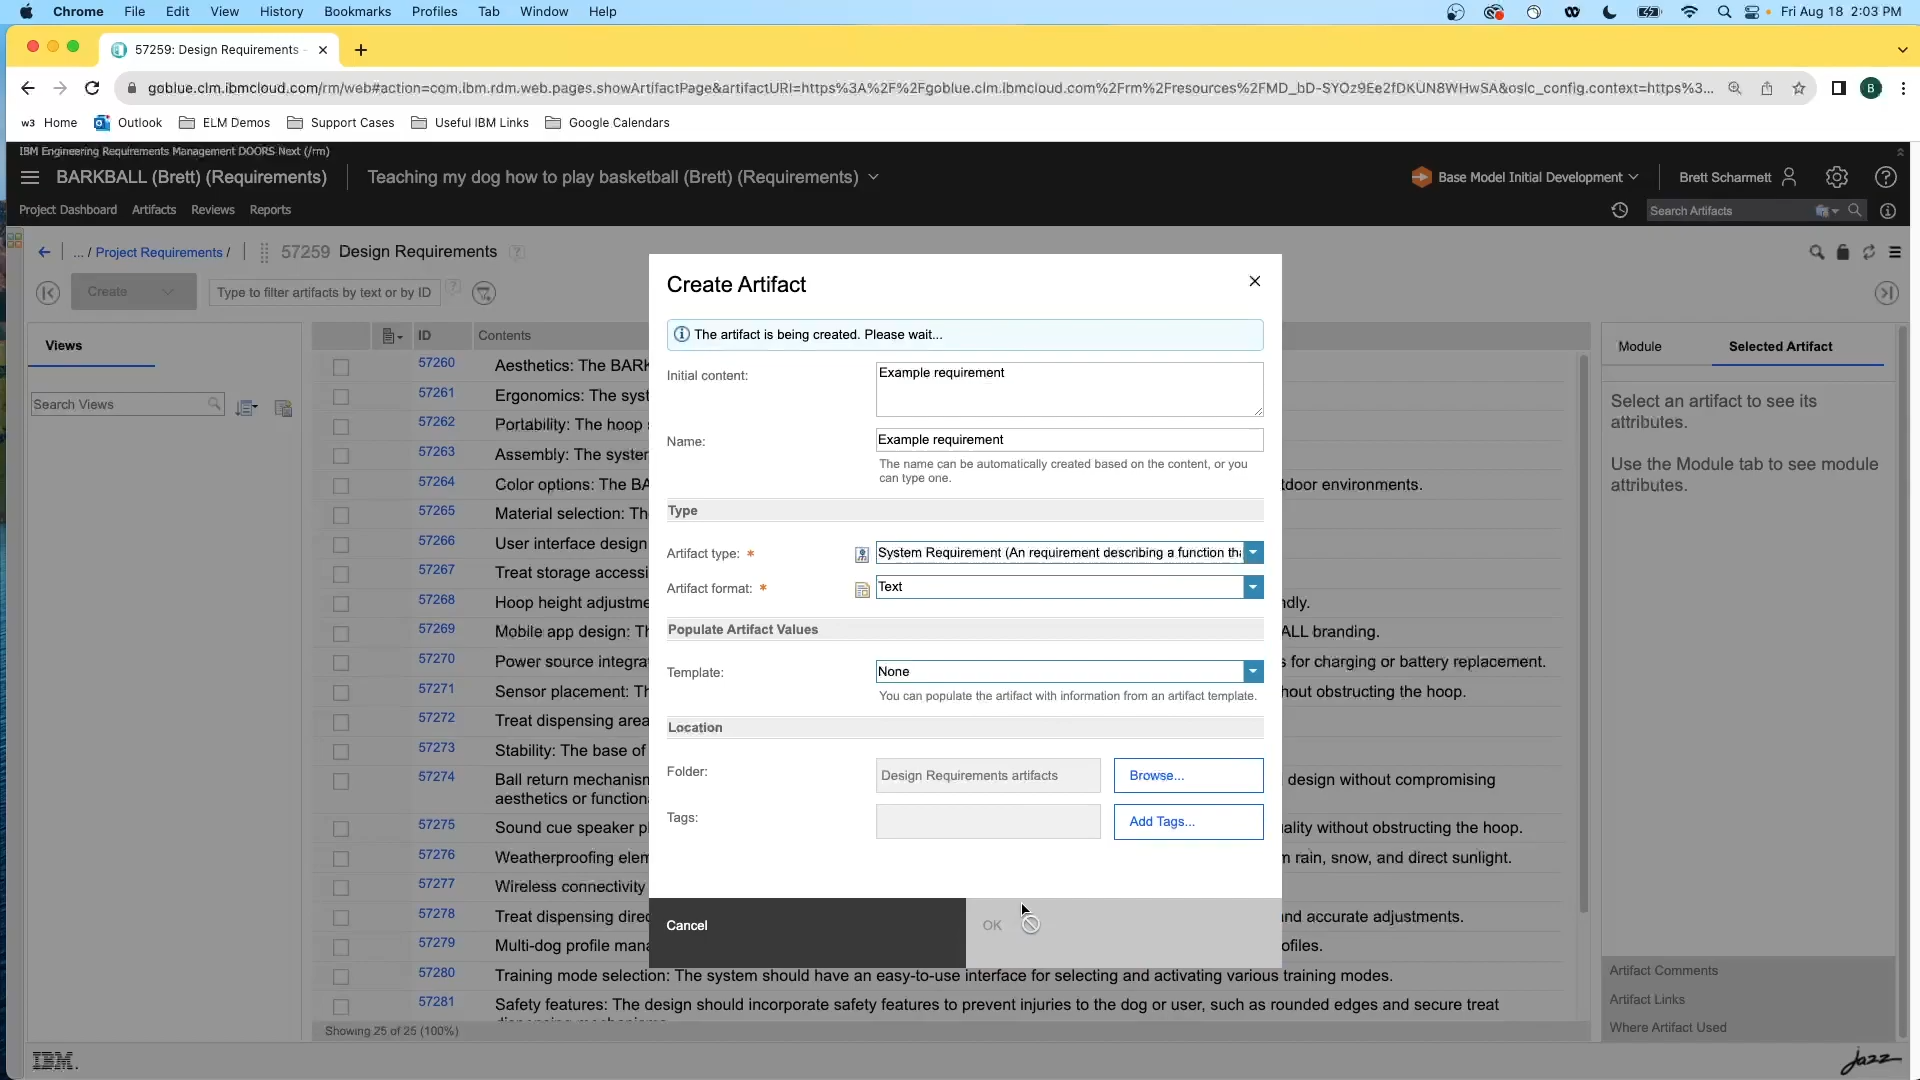 Chrome File Edit View History Bookmarks Profiles Tab Window Help Fri Aug 18 2:03 PM
57259: Design Requirements
goblue.clm.ibmcloud.com/rm/web#action=com.ibm.rdm.web.pages.showArtifactPage&artifactURI=https%3A%2F%2Fgoblue.clm.ibmcloud.com%2Frm%2Fresources%2FMD_bD-SYOz9Ee2fDKUN8WHwSA&oslc_config.context=https%3... B
w3 Home Outlook ELM Demos Support Cases Useful IBM Links Google Calendars
IBM Engineering Requirements Management DOORS Next (/rm)
BARKBALL (Brett) (Requirements) Teaching my dog how to play basketball (Brett) (Requirements) Base Model Initial Development Brett Scharmett
Project Dashboard Artifacts Reviews Reports Search Artifacts
... / Project Requirements / 57259 Design Requirements
Create Type to filter artifacts by text or by ID
Views
Search Views
ID Contents
57260 Aesthetics: The BARK
57261 Ergonomics: The syst
57262 Portability: The hoop s
57263 Assembly: The system
57264 Color options: The BA tdoor environments.
57265 Material selection: Th
57266 User interface design
57267 Treat storage accessi
57268 Hoop height adjustme ndly.
57269 Mobile app design: Th ALL branding.
57270 Power source integra s for charging or battery replacement.
57271 Sensor placement: Th hout obstructing the hoop.
57272 Treat dispensing area
57273 Stability: The base of
57274 Ball return mechanism design without compromising
aesthetics or functiona
57275 Sound cue speaker pl ality without obstructing the hoop.
57276 Weatherproofing elem m rain, snow, and direct sunlight.
57277 Wireless connectivity
57278 Treat dispensing direc and accurate adjustments.
57279 Multi-dog profile mana ofiles.
57280 Training mode selection: The system should have an easy-to-use interface for selecting and activating various training modes.
57281 Safety features: The design should incorporate safety features to prevent injuries to the dog or user, such as rounded edges and secure treat
Showing 25 of 25 (100%)
Create Artifact
The artifact is being created. Please wait...
Initial content: Example requirement
Name: Example requirement
The name can be automatically created based on the content, or you
can type one.
Type
Artifact type: * System Requirement (An requirement describing a function tha
Artifact format: * Text
Populate Artifact Values
Template: None
You can populate the artifact with information from an artifact template.
Location
Folder: Design Requirements artifacts Browse...
Tags: Add Tags...
Cancel OK
Module Selected Artifact
Select an artifact to see its
attributes.
Use the Module tab to see module
attributes.
Artifact Comments
Artifact Links
Where Artifact Used
IBM. Jazz